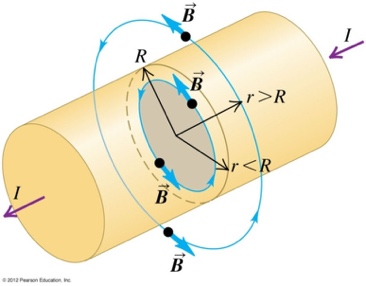 B⃗
I
R
B⃗
r > R
r < R
I
B⃗
B⃗
© 2012 Pearson Education, Inc.